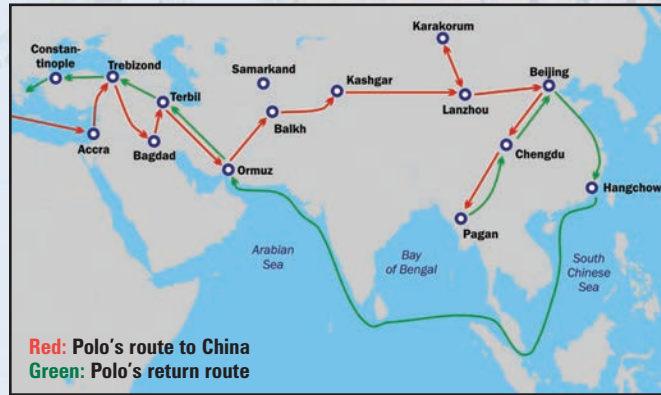 Karakorum
Constan-
tinople
Trebizond
Samarkand
Beijing
Terbil
Kashgar
Lanzhou
Balkh
Accra
Bagdad
Chengdu
Ormuz
Hangchow
Pagan
Arabian
Sea
Bay
of Bengal
South
Chinese
Sea
Red: Polo's route to China
Green: Polo's return route